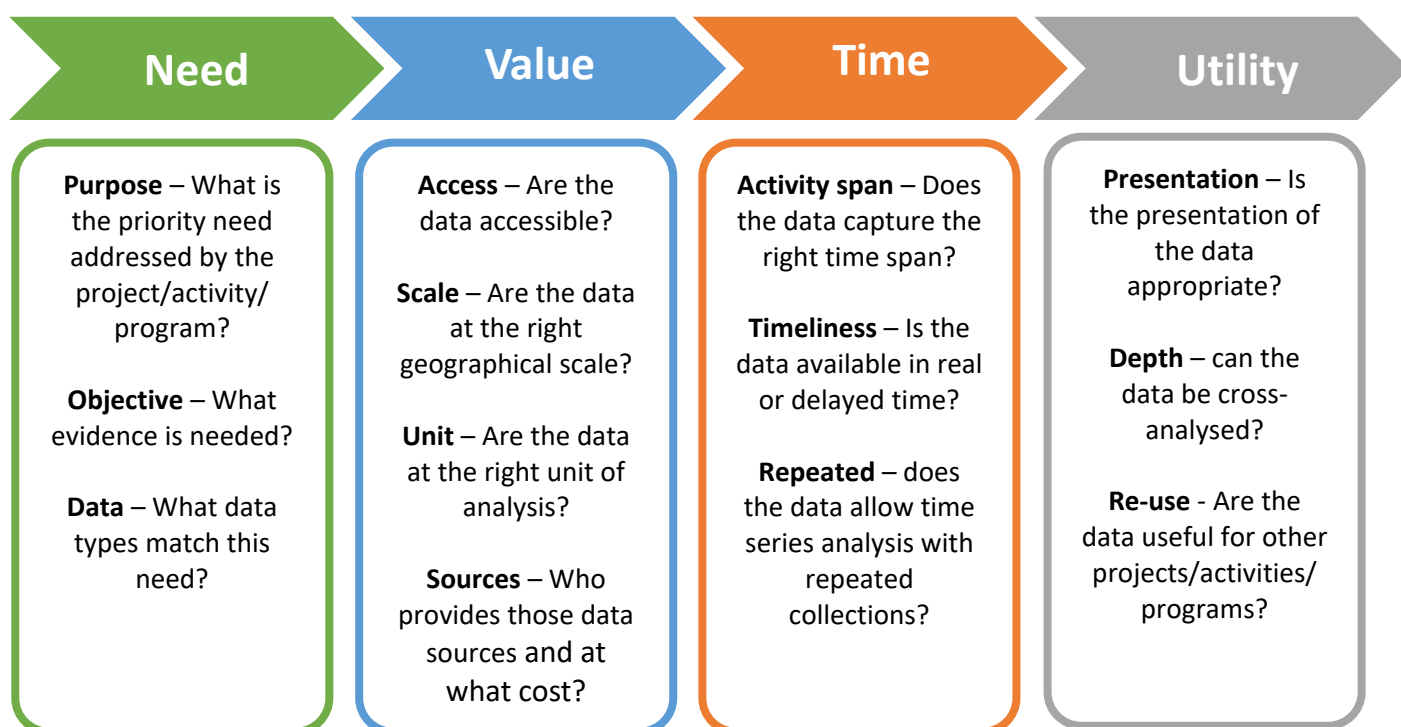 Need
Value
Time
Utility
Purpose – What is
the priority need
addressed by the
project/activity/
program?
Objective – What
evidence is needed?
Data – What data
types match this
need?
Access – Are the
data accessible?
Scale – Are the data
at the right
geographical scale?
Unit – Are the data
at the right unit of
analysis?
Sources – Who
provides those data
sources and at
what cost?
Activity span – Does
the data capture the
right time span?
Timeliness – Is the
data available in real
or delayed time?
Repeated – does
the data allow time
series analysis with
repeated
collections?
Presentation – Is
the presentation of
the data
appropriate?
Depth – can the
data be cross-
analysed?
Re-use - Are the
data useful for other
projects/activities/
programs?